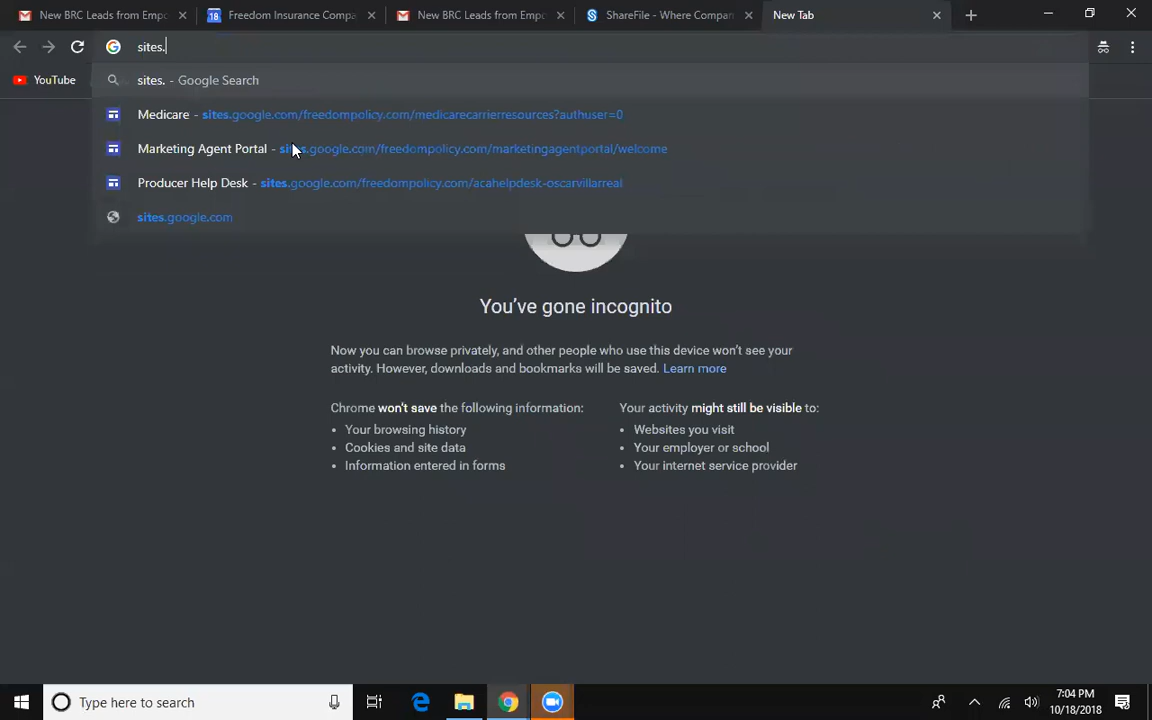 New BRC Leads from Empo
18 Freedom Insurance Compa
New BRC Leads from Empo
ShareFile - Where Compan
New Tab
sites.
YouTube
sites. - Google Search
Medicare - sites.google.com/freedompolicy.com/medicarecarrierresources?authuser=0
Marketing Agent Portal - sites.google.com/freedompolicy.com/marketingagentportal/welcome
Producer Help Desk - sites.google.com/freedompolicy.com/acahelpdesk-oscarvillarreal
sites.google.com
You've gone incognito
Now you can browse privately, and other people who use this device won't see your
activity. However, downloads and bookmarks will be saved. Learn more
Chrome won't save the following information:
• Your browsing history
• Cookies and site data
• Information entered in forms
Your activity might still be visible to:
• Websites you visit
• Your employer or school
• Your internet service provider
Type here to search
7:04 PM
10/18/2018